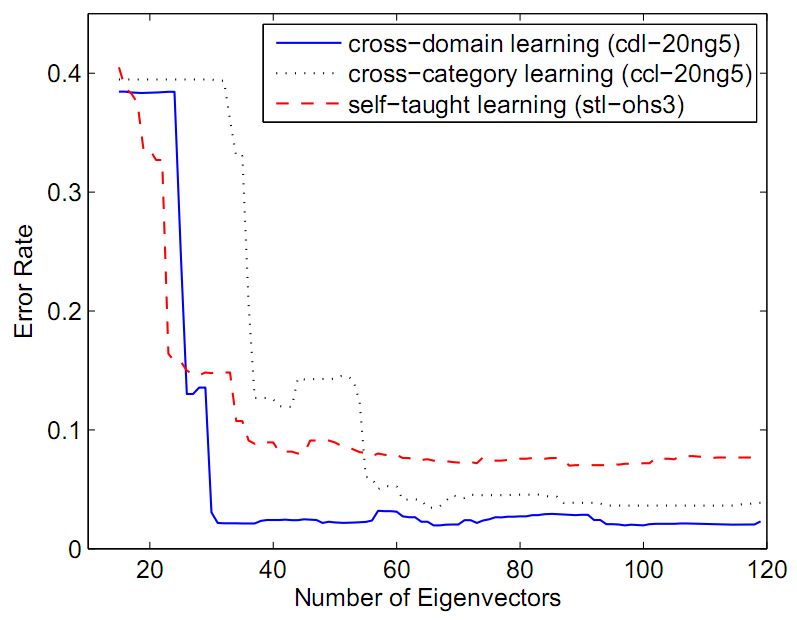 cross−domain learning (cdl−20ng5)
cross−category learning (ccl−20ng5)
self−taught learning (stl−ohs3)
0.4
0.3
0.2
0.1
0
Error Rate
20 40 60 80 100 120
Number of Eigenvectors